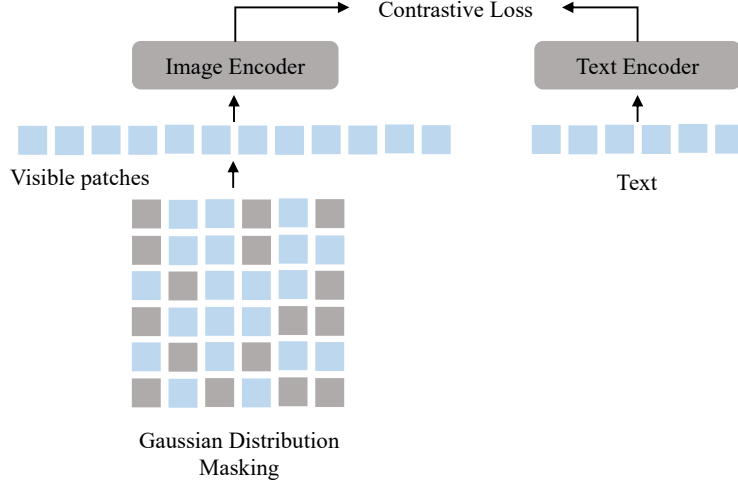 Contrastive Loss
Image Encoder
Text Encoder
Visible patches
Text
Gaussian Distribution
Masking